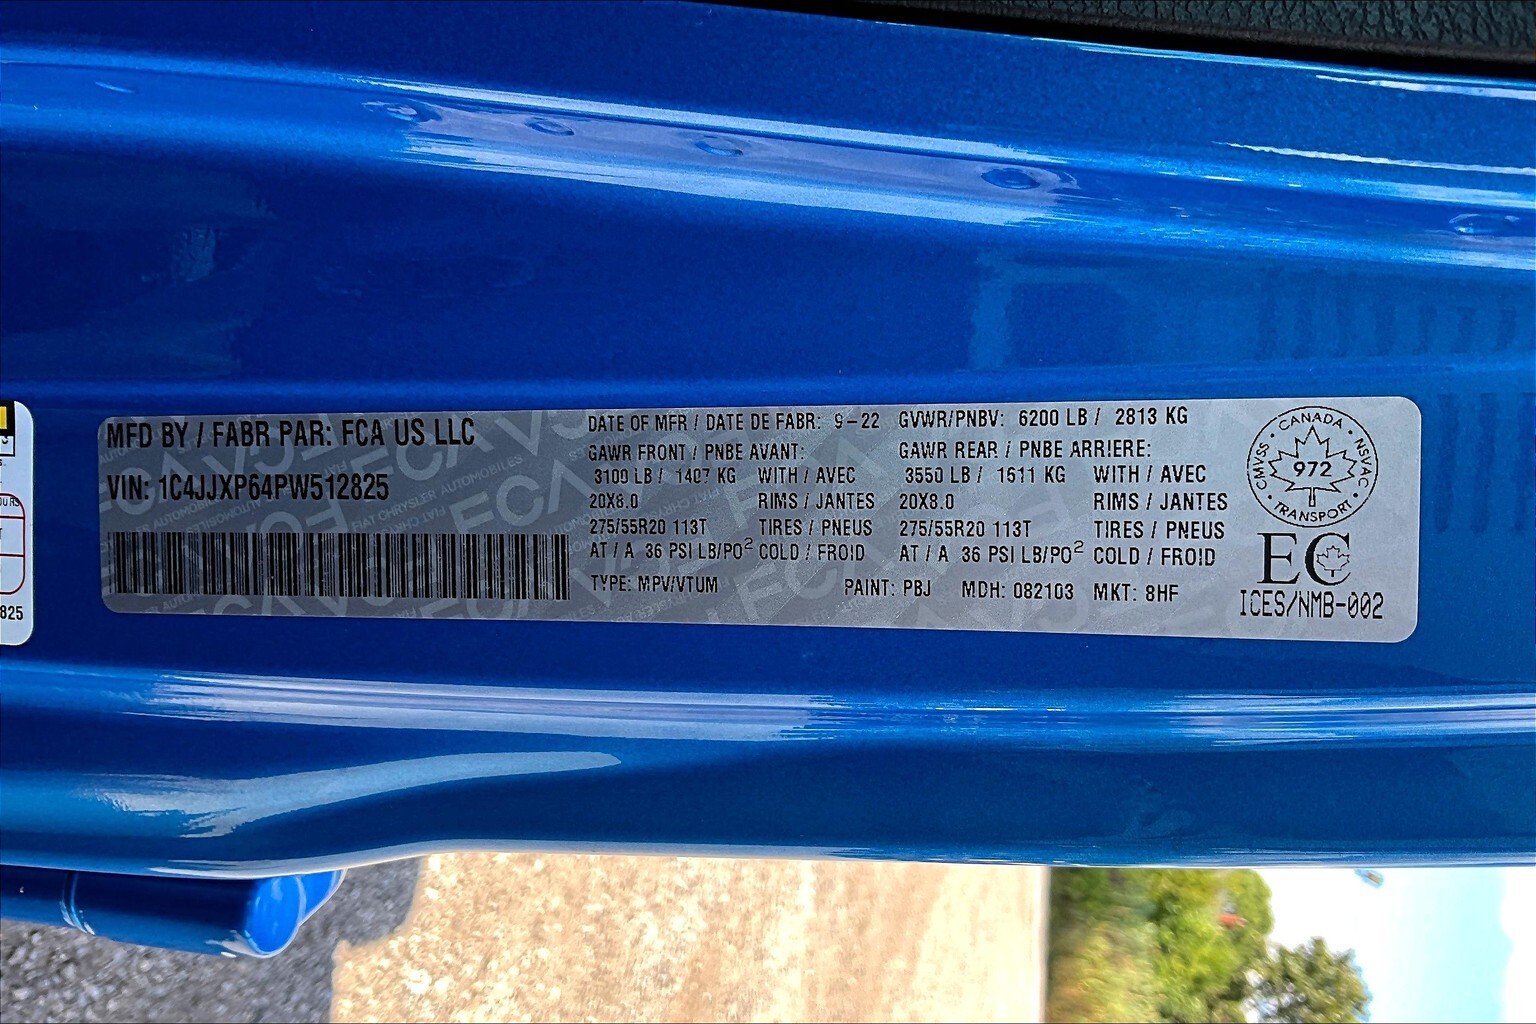 MFD BY / FABR PAR: FCA US LLC
VIN: 1C4JJXP64PW512825
DATE OF MFR / DATE DE FABR: 9-22 GVWR/PNBV: 6200 LB / 2813 KG
GAWR FRONT / PNBE AVANT: GAWR REAR / PNBE ARRIERE:
3100 LB / 1407 KG WITH / AVEC 3550 LB / 1611 KG WITH / AVEC
20X8.0 RIMS / JANTES 20X8.0 RIMS / JANTES
275/55R20 113T TIRES / PNEUS 275/55R20 113T TIRES / PNEUS
AT / A 36 PSI LB/PO² COLD / FROID AT / A 36 PSI LB/PO² COLD / FROID
TYPE: MPV/VTUM PAINT: PBJ MDH: 082103 MKT: 8HF
CANADA • NSVAC • TRANSPORT • CMVSS •
972
EC
ICES/NMB-002
825